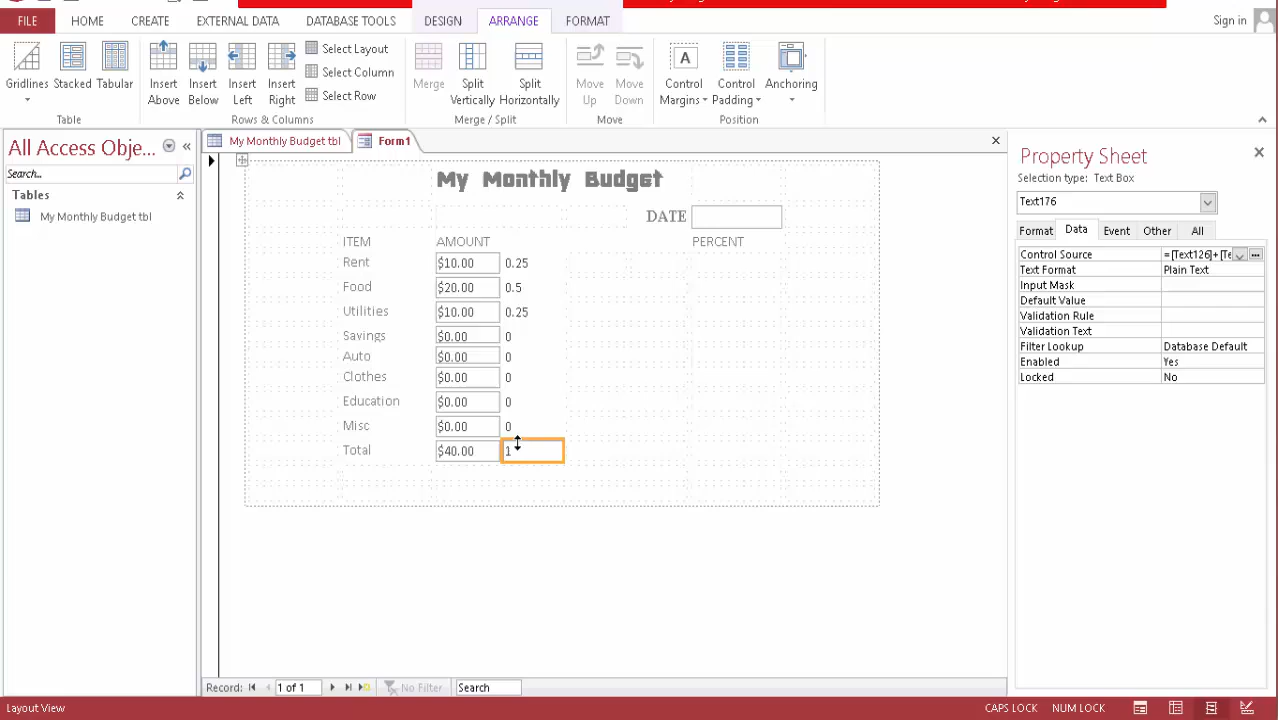 FILE HOME CREATE EXTERNAL DATA DATABASE TOOLS DESIGN ARRANGE FORMAT Sign in
Gridlines Stacked Tabular Insert Above Insert Below Insert Left Insert Right Select Layout Select Column Select Row Merge Split Vertically Split Horizontally Move Up Move Down Control Margins Control Padding Anchoring
Table Rows & Columns Merge / Split Move Position
All Access Obje...
Search...
Tables
My Monthly Budget tbl
My Monthly Budget tbl Form1
My Monthly Budget
DATE
ITEM AMOUNT PERCENT
Rent $10.00 0.25
Food $20.00 0.5
Utilities $10.00 0.25
Savings $0.00 0
Auto $0.00 0
Clothes $0.00 0
Education $0.00 0
Misc $0.00 0
Total $40.00 1
Property Sheet
Selection type: Text Box
Text176
Format Data Event Other All
Control Source =[Text126]+[Te
Text Format Plain Text
Input Mask
Default Value
Validation Rule
Validation Text
Filter Lookup Database Default
Enabled Yes
Locked No
Record: 1 of 1 No Filter Search
Layout View CAPS LOCK NUM LOCK